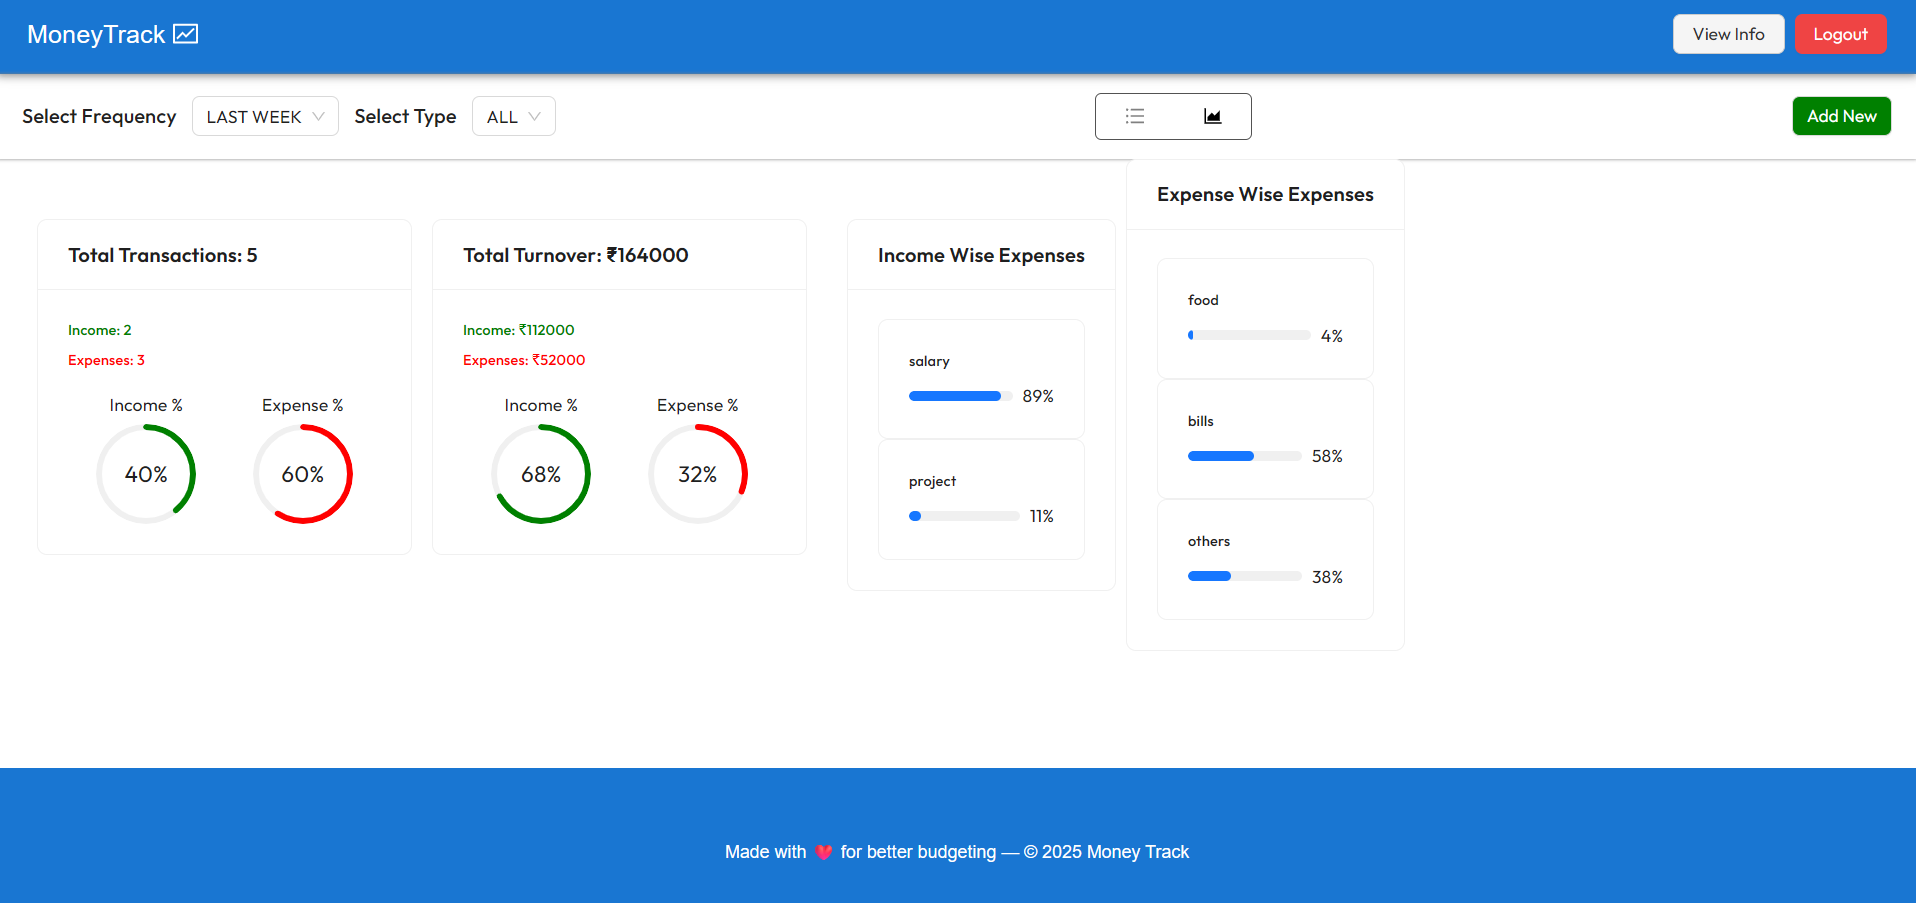 MoneyTrack
View Info
Logout
Select Frequency
LAST WEEK
Select Type
ALL
Add New
Total Transactions: 5
Income: 2
Expenses: 3
Income %
Expense %
40%
60%
Total Turnover: ₹164000
Income: ₹112000
Expenses: ₹52000
Income %
Expense %
68%
32%
Income Wise Expenses
salary
89%
project
11%
Expense Wise Expenses
food
4%
bills
58%
others
38%
Made with ❤️ for better budgeting — © 2025 Money Track